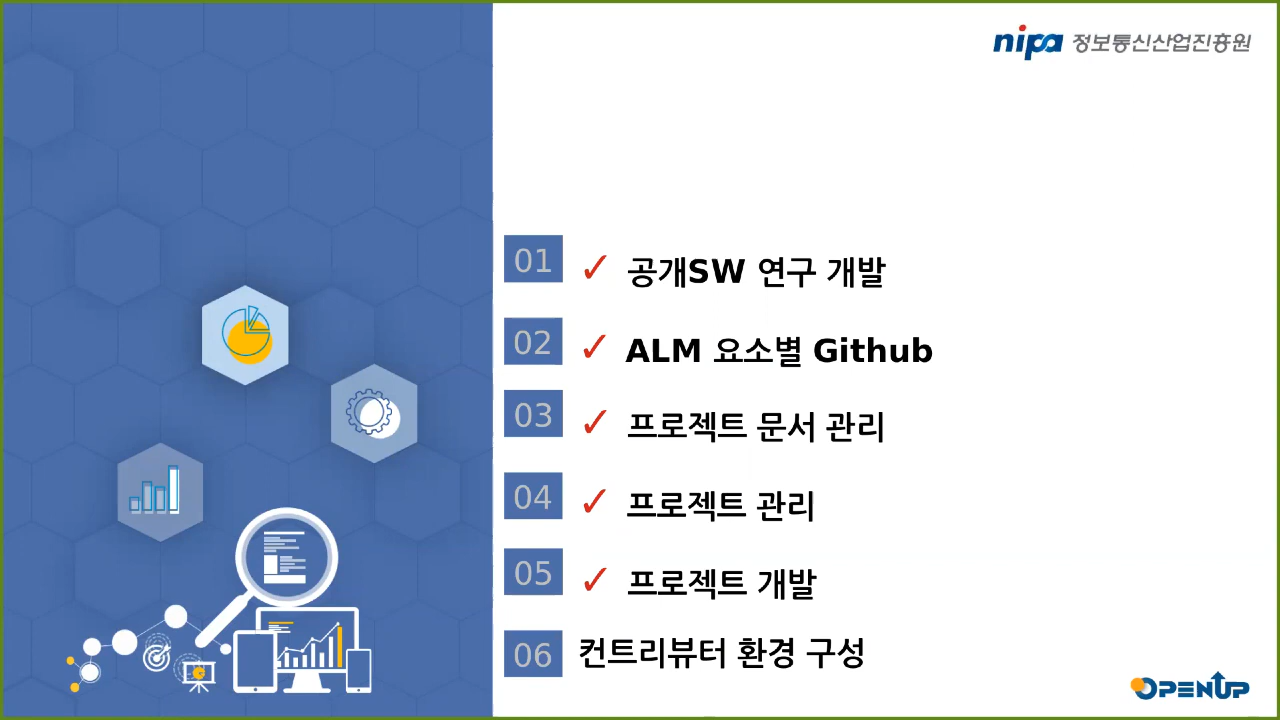 nipa 정보통신산업진흥원
01 ✓ 공개SW 연구 개발
02 ✓ ALM 요소별 Github
03 ✓ 프로젝트 문서 관리
04 ✓ 프로젝트 관리
05 ✓ 프로젝트 개발
06 컨트리뷰터 환경 구성
OPENUP